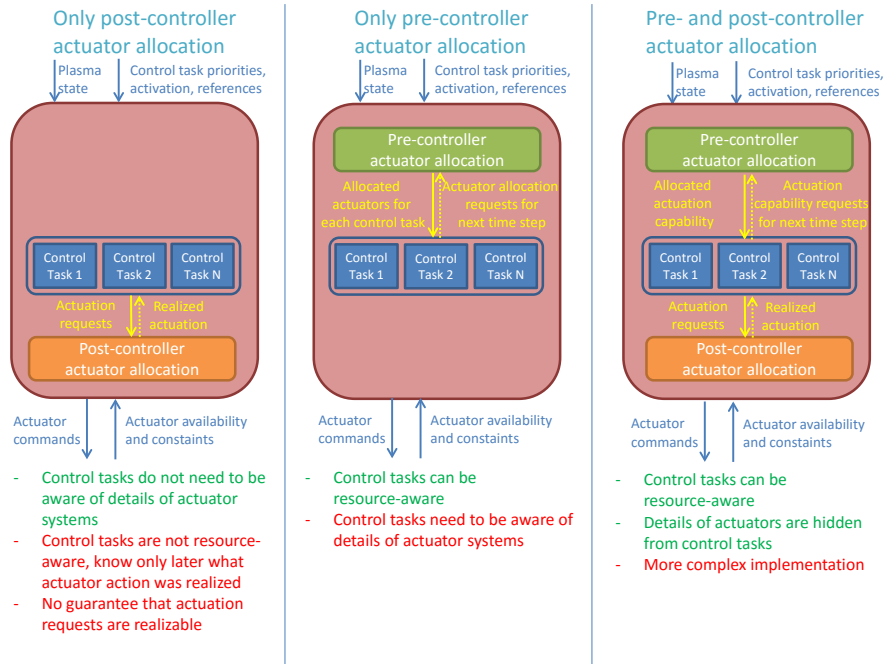 Only post-controller
actuator allocation
Plasma
state
Control task priorities,
activation, references
Control
Task 1
Control
Task 2
Control
Task N
Actuation
requests
Realized
actuation
Post-controller
actuator allocation
Actuator
commands
Actuator availability
and constaints
- Control tasks do not need to be
aware of details of actuator
systems
- Control tasks are not resource-
aware, know only later what
actuator action was realized
- No guarantee that actuation
requests are realizable
Only pre-controller
actuator allocation
Plasma
state
Control task priorities,
activation, references
Pre-controller
actuator allocation
Allocated
actuators for
each control task
Actuator allocation
requests for
next time step
Control
Task 1
Control
Task 2
Control
Task N
Actuator
commands
Actuator availability
and constaints
- Control tasks can be
resource-aware
- Control tasks need to be aware of
details of actuator systems
Pre- and post-controller
actuator allocation
Plasma
state
Control task priorities,
activation, references
Pre-controller
actuator allocation
Allocated
actuation
capability
Actuation
capability requests
for next time step
Control
Task 1
Control
Task 2
Control
Task N
Actuation
requests
Realized
actuation
Post-controller
actuator allocation
Actuator
commands
Actuator availability
and constaints
- Control tasks can be
resource-aware
- Details of actuators are hidden
from control tasks
- More complex implementation